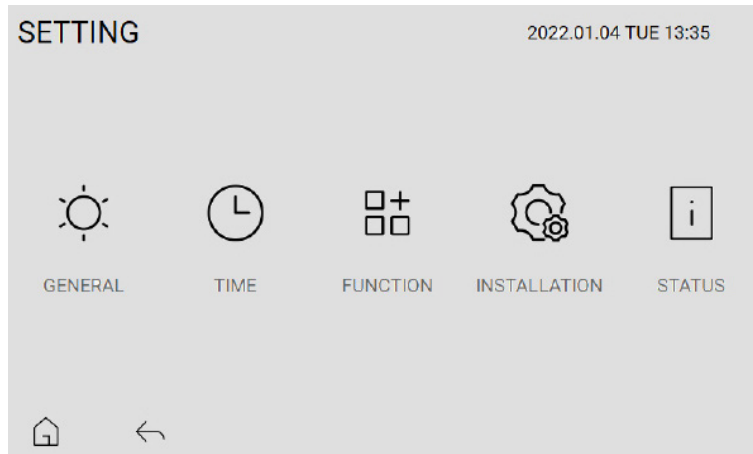 SETTING
2022.01.04 TUE 13:35
GENERAL
TIME
FUNCTION
INSTALLATION
i
STATUS